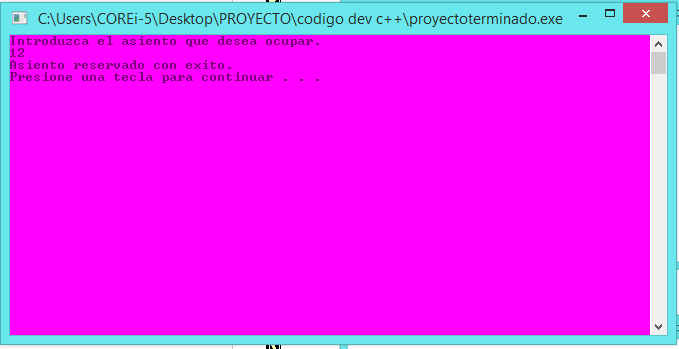 C:\Users\COREi-5\Desktop\PROYECTO\codigo dev c++\proyectoterminado.exe
Introduzca el asiento que desea ocupar.
12
Asiento reservado con exito.
Presione una tecla para continuar . . .